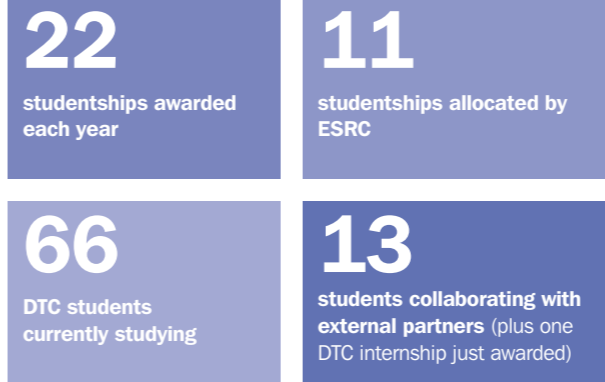 22
studentships awarded
each year
11
studentships allocated by
ESRC
66
DTC students
currently studying
13
students collaborating with
external partners (plus one
DTC internship just awarded)